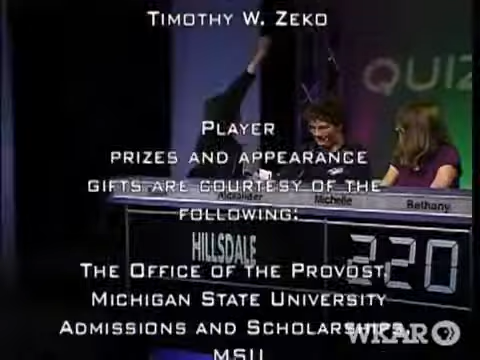 TIMOTHY W. ZEKO
QUIZ
PLAYER
PRIZES AND APPEARANCE
GIFTS ARE COURTESY OF THE
FOLLOWING:
Alexander
Michelle
Bethany
HILLSDALE
220
THE OFFICE OF THE PROVOST,
MICHIGAN STATE UNIVERSITY
ADMISSIONS AND SCHOLARSHIPS,
MSU
WKAR